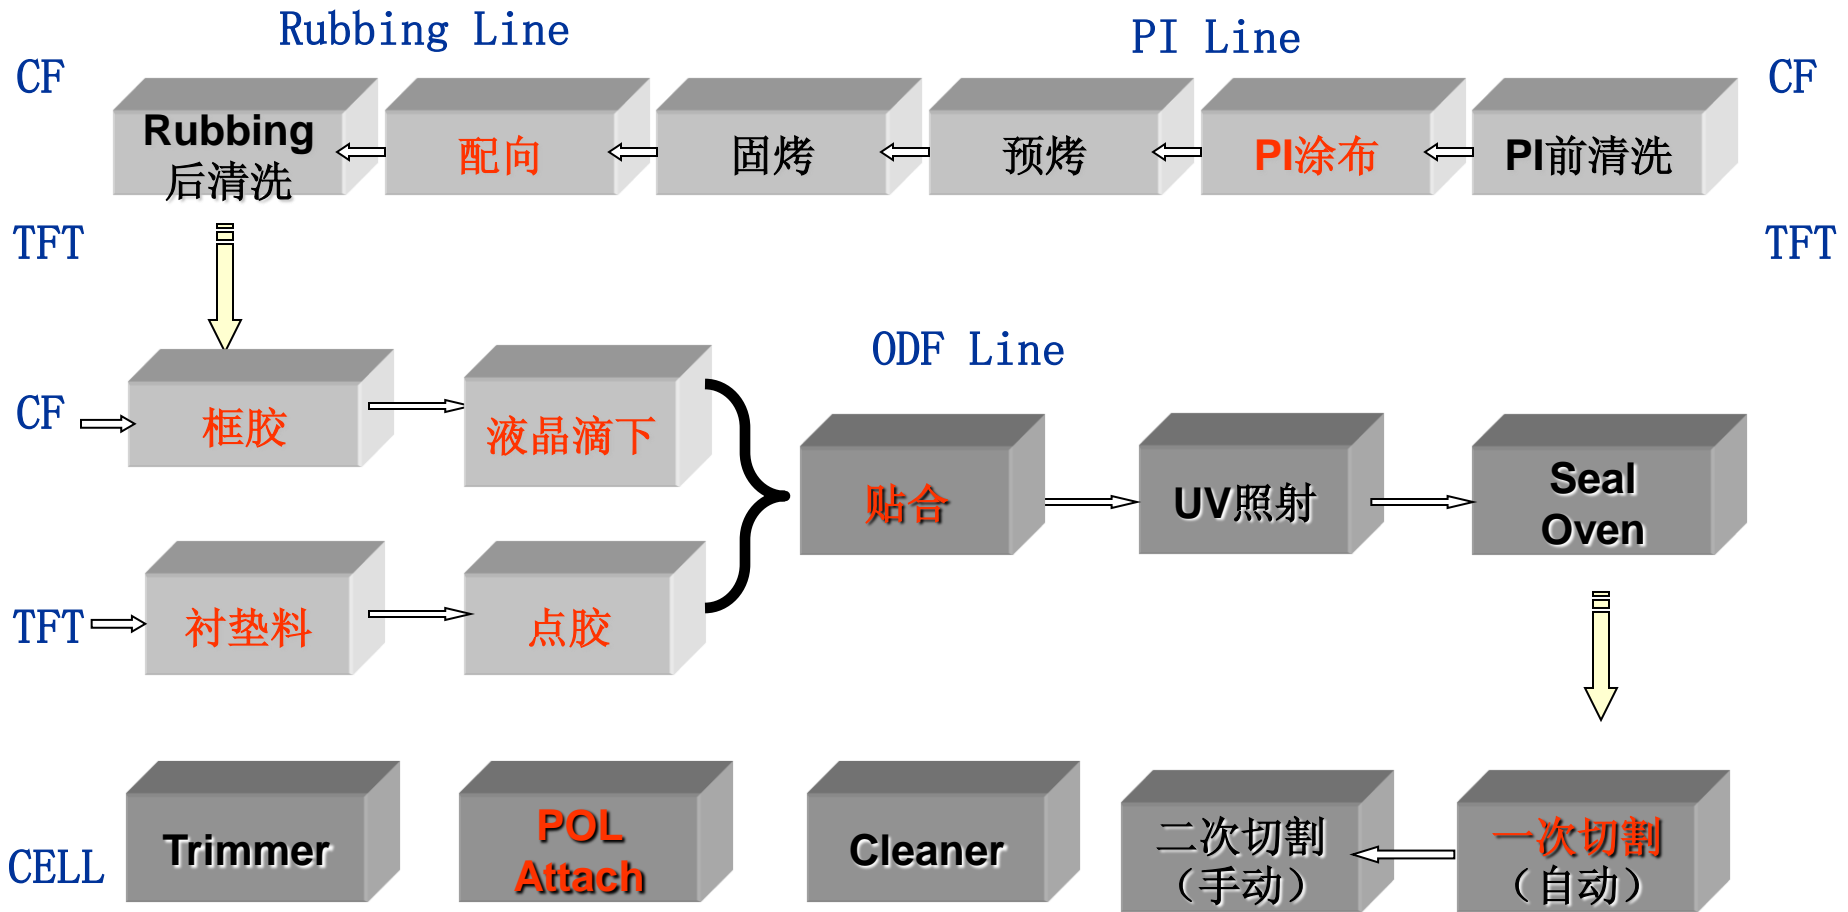 Rubbing Line
PI Line
CF
CF
Rubbing
后清洗
配向
固烤
预烤
PI涂布
PI前清洗
TFT
TFT
ODF Line
CF
框胶
液晶滴下
贴合
UV照射
Seal
Oven
TFT
衬垫料
点胶
CELL
Trimmer
POL
Attach
Cleaner
二次切割
（手动）
一次切割
（自动）